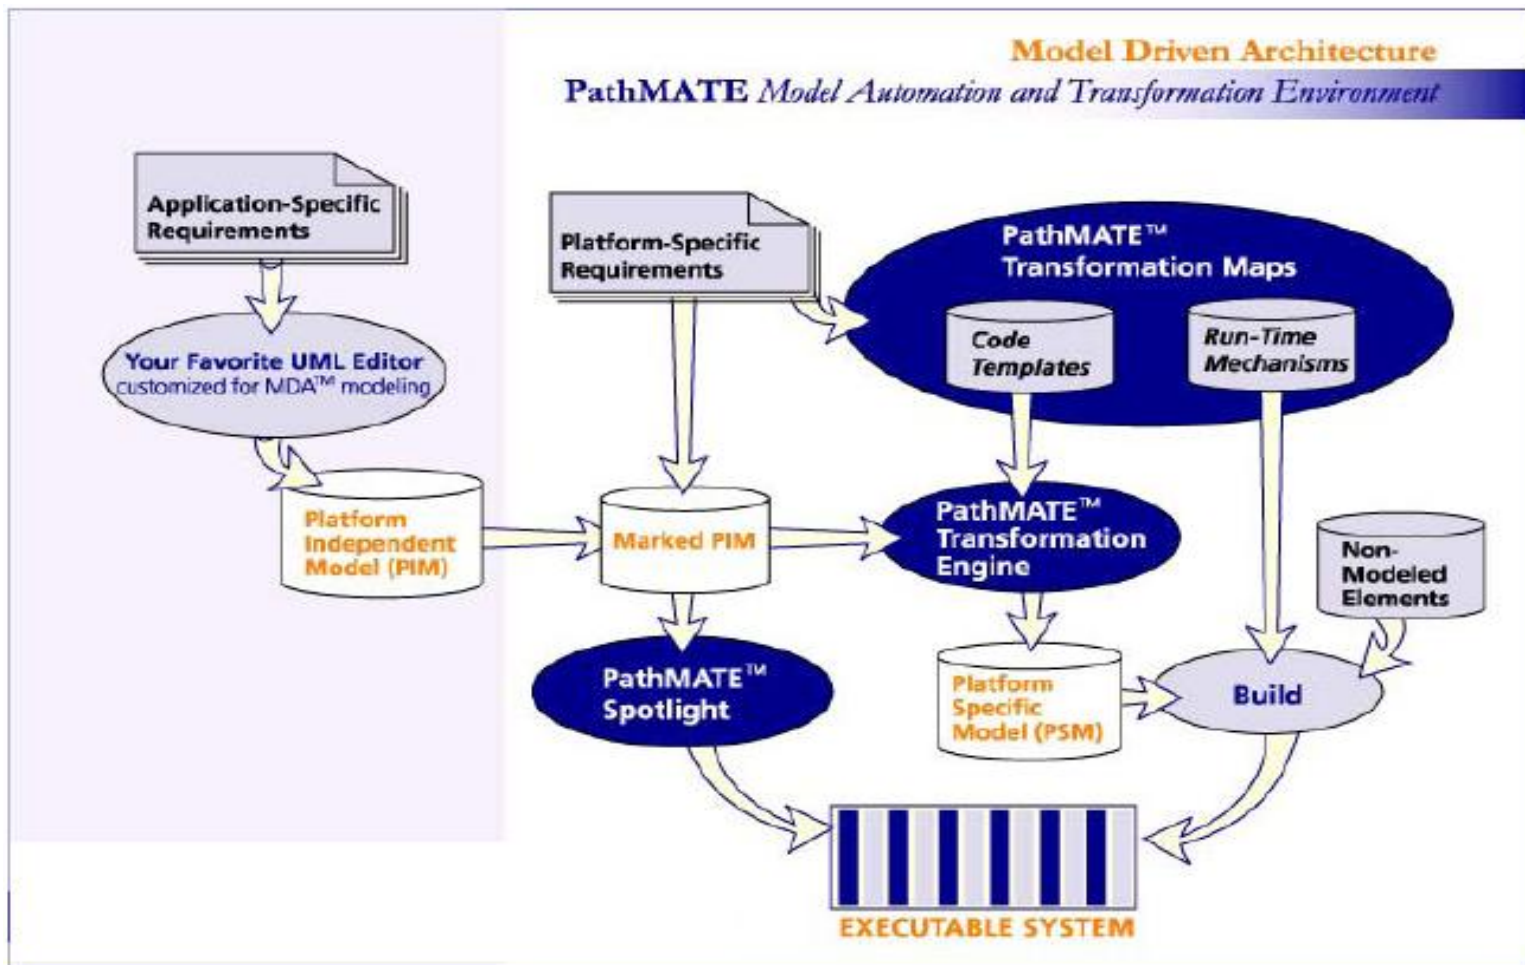 Model Driven Architecture
PathMATE Model Automation and Transformation Environment
Application-Specific
Requirements
Platform-Specific
Requirements
PathMATE™
Transformation Maps
Code
Templates
Run-Time
Mechanisms
Your Favorite UML Editor
customized for MDA™ modeling
Platform
Independent
Model (PIM)
Marked PIM
PathMATE™
Transformation
Engine
Non-
Modeled
Elements
PathMATE™
Spotlight
Platform
Specific
Model (PSM)
Build
EXECUTABLE SYSTEM